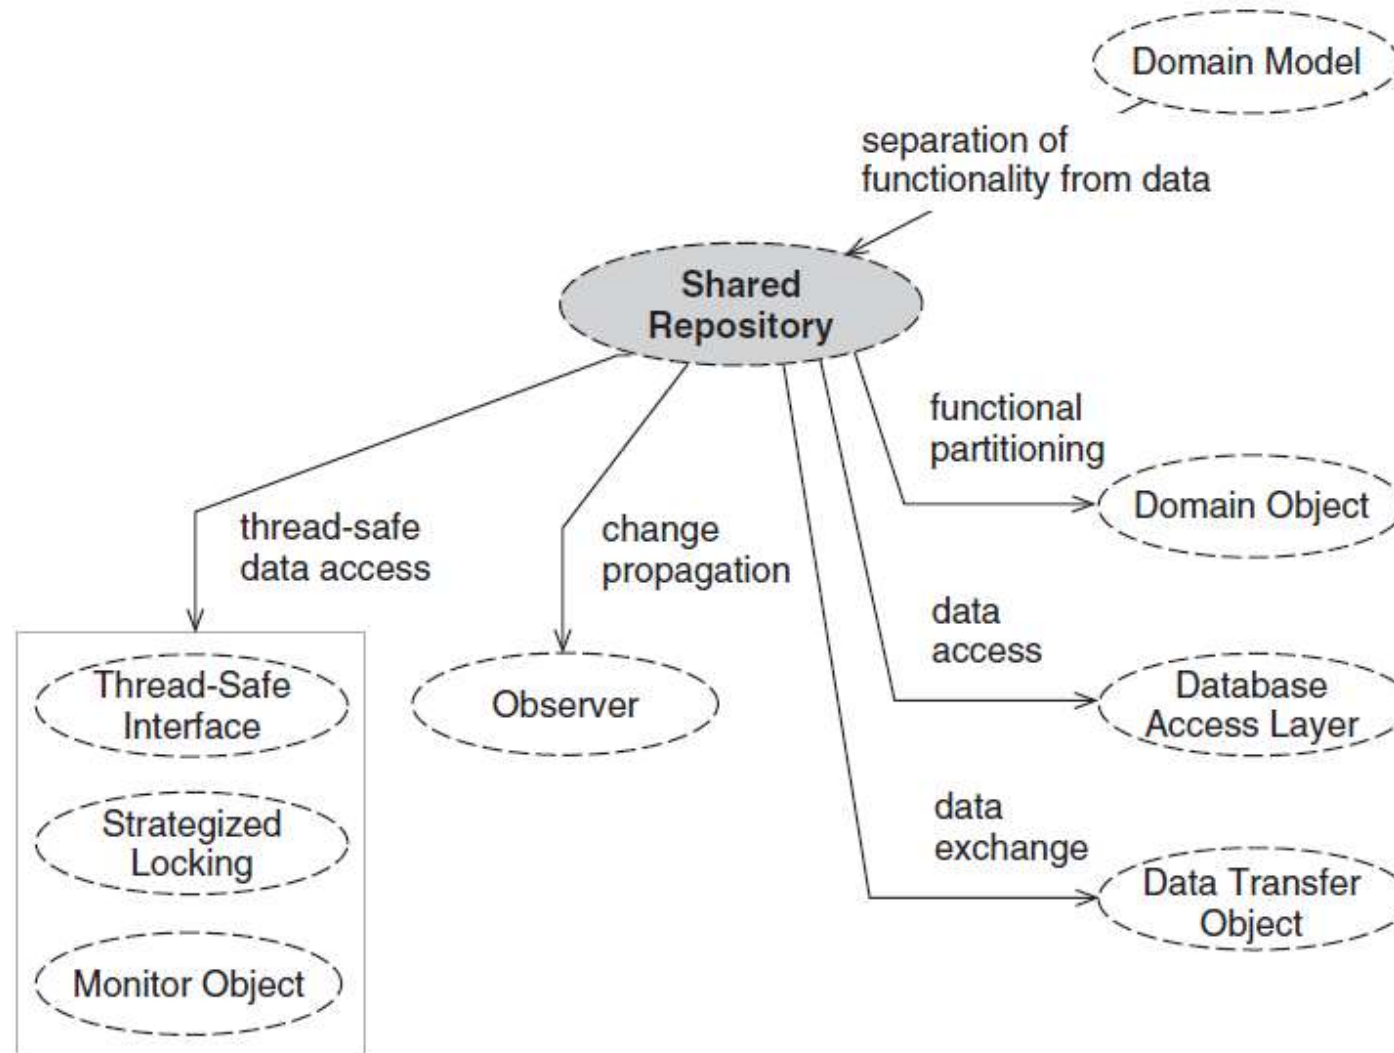 Domain Model
separation of
functionality from data
Shared
Repository
functional
partitioning
Domain Object
thread-safe
data access
change
propagation
data
access
Thread-Safe
Interface
Observer
Database
Access Layer
Strategized
Locking
data
exchange
Data Transfer
Object
Monitor Object